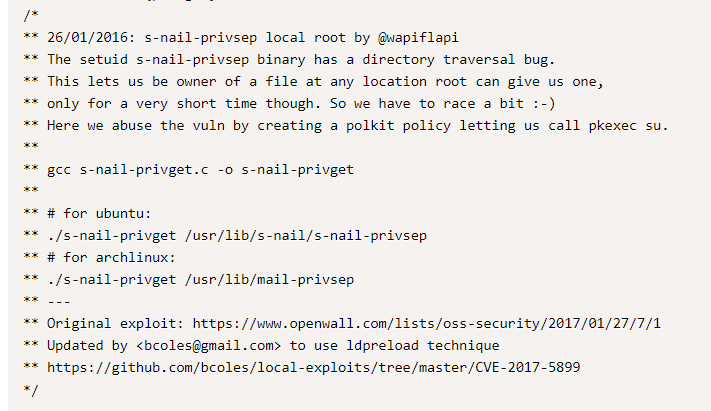 /*
** 26/01/2016: s-nail-privsep local root by @wapiflapi
** The setuid s-nail-privsep binary has a directory traversal bug.
** This lets us be owner of a file at any location root can give us one,
** only for a very short time though. So we have to race a bit :-)
** Here we abuse the vuln by creating a polkit policy letting us call pkexec su.
**
** gcc s-nail-privget.c -o s-nail-privget
**
** # for ubuntu:
** ./s-nail-privget /usr/lib/s-nail/s-nail-privsep
** # for archlinux:
** ./s-nail-privget /usr/lib/mail-privsep
** ---
** Original exploit: https://www.openwall.com/lists/oss-security/2017/01/27/7/1
** Updated by <bcoles@gmail.com> to use ldpreload technique
** https://github.com/bcoles/local-exploits/tree/master/CVE-2017-5899
*/